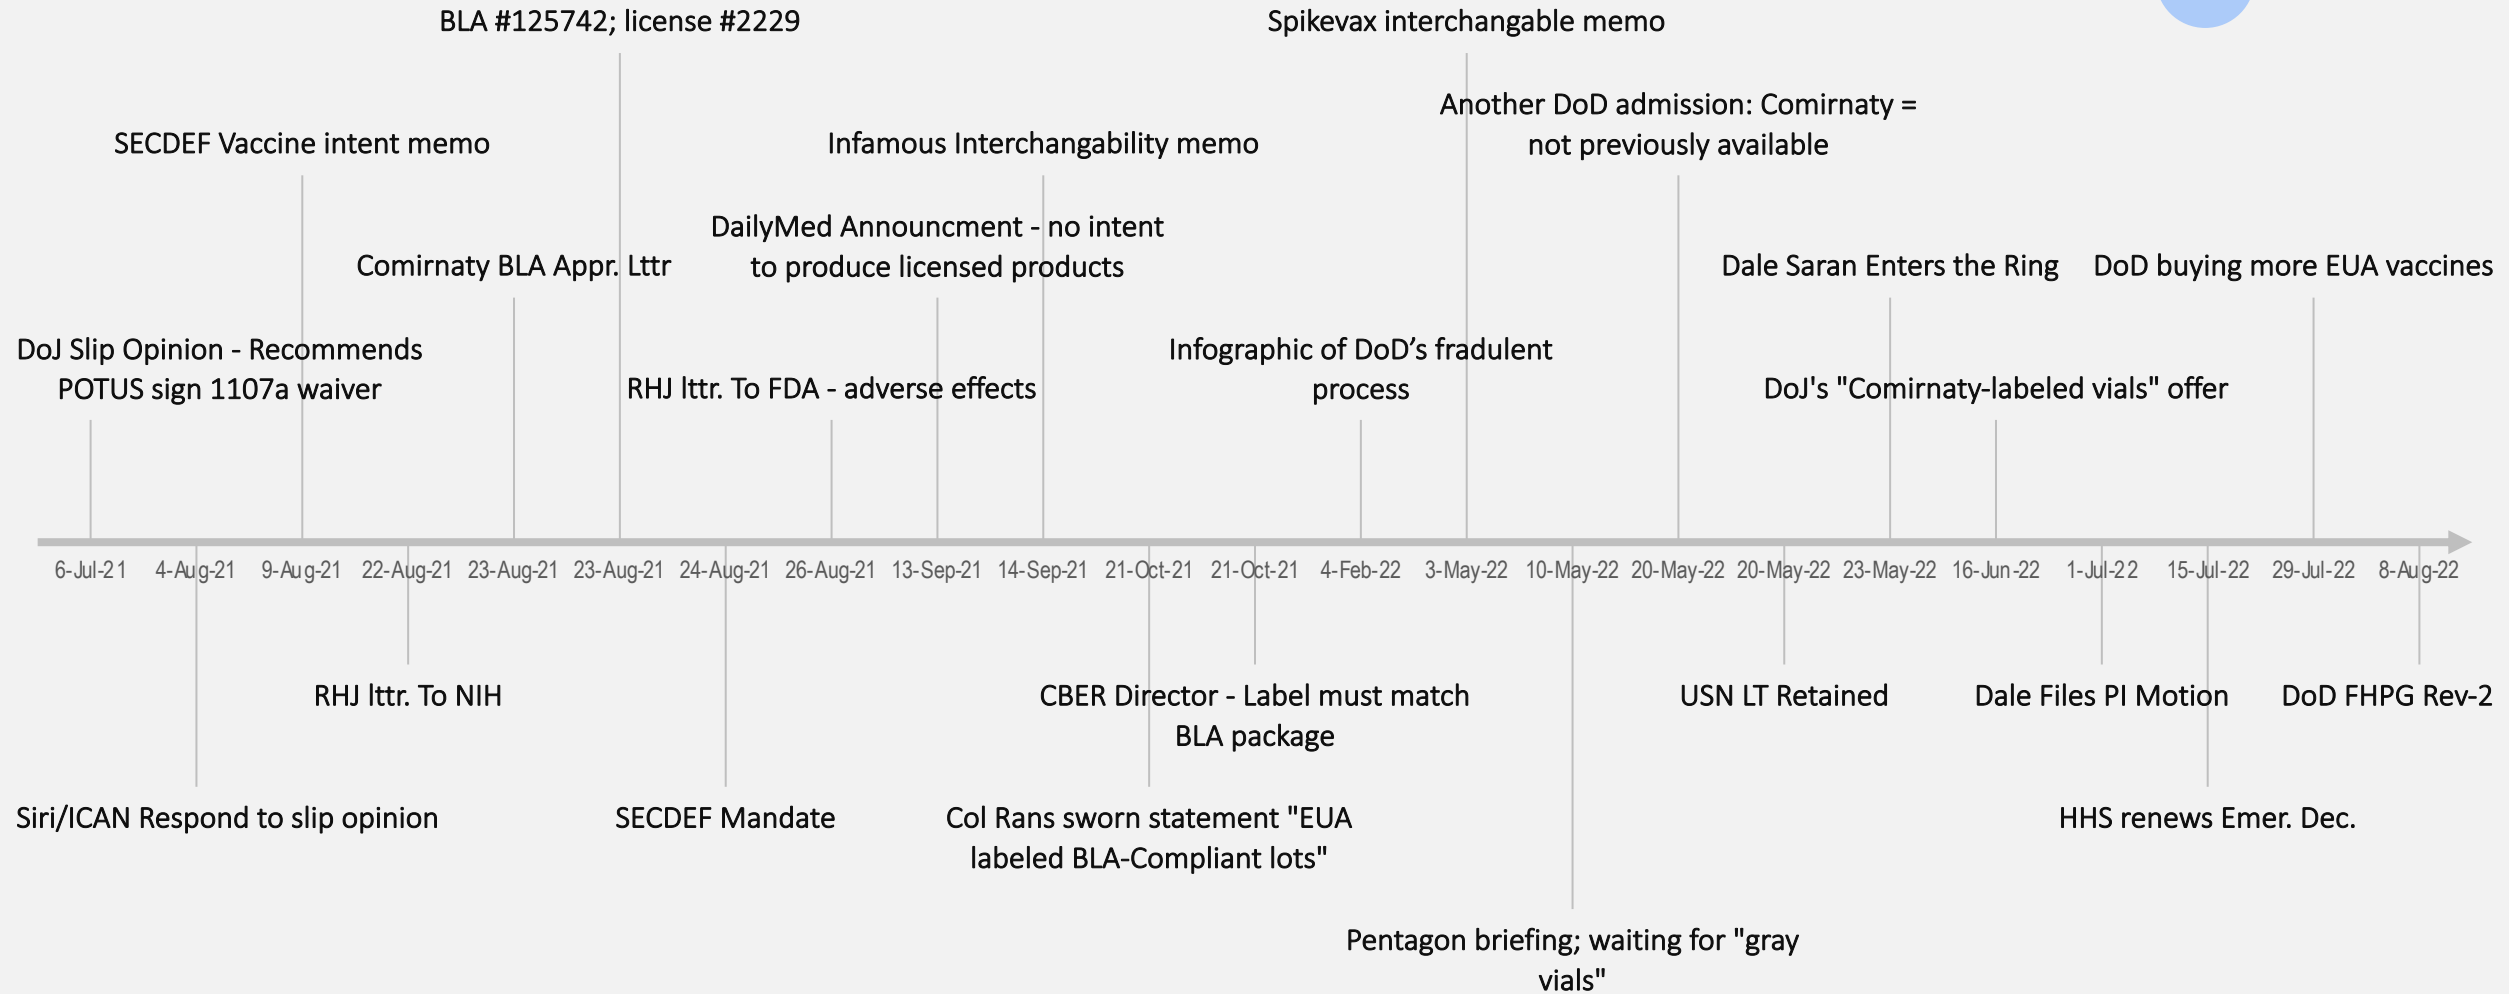 BLA #125742; license #2229
Spikevax interchangable memo
Another DoD admission: Comirnaty =
not previously available
SECDEF Vaccine intent memo
Infamous Interchangability memo
DailyMed Announcment - no intent
to produce licensed products
Comirnaty BLA Appr. Lttr
Dale Saran Enters the Ring
DoD buying more EUA vaccines
DoJ Slip Opinion - Recommends
POTUS sign 1107a waiver
RHJ lttr. To FDA - adverse effects
Infographic of DoD’s fradulent
process
DoJ's "Comirnaty-labeled vials" offer
6-Jul-21
4-Aug-21
9-Aug-21
22-Aug-21
23-Aug-21
23-Aug-21
24-Aug-21
26-Aug-21
13-Sep-21
14-Sep-21
21-Oct-21
21-Oct-21
4-Feb-22
3-May-22
10-May-22
20-May-22
20-May-22
23-May-22
16-Jun-22
1-Jul-22
15-Jul-22
29-Jul-22
8-Aug-22
RHJ lttr. To NIH
CBER Director - Label must match
BLA package
USN LT Retained
Dale Files PI Motion
DoD FHPG Rev-2
Siri/ICAN Respond to slip opinion
SECDEF Mandate
Col Rans sworn statement "EUA
labeled BLA-Compliant lots"
HHS renews Emer. Dec.
Pentagon briefing; waiting for "gray
vials"